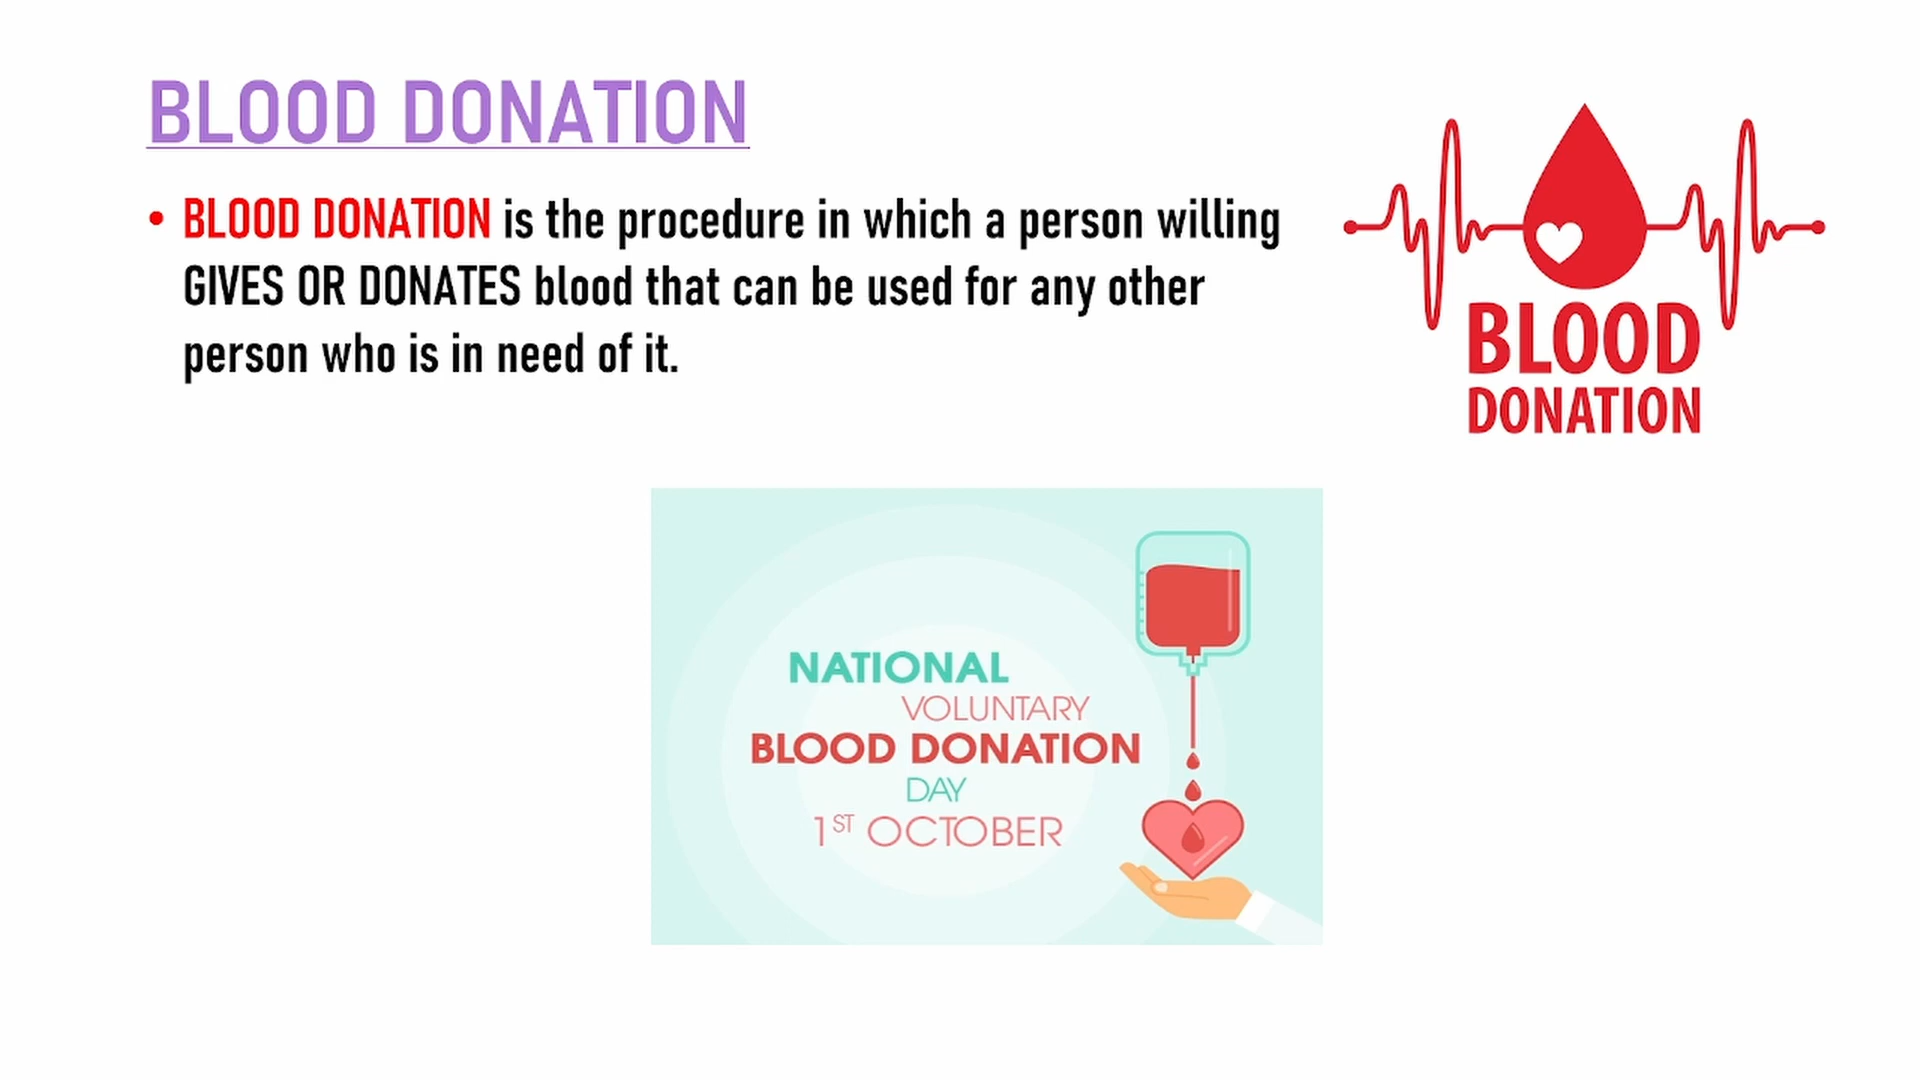 BLOOD DONATION
• BLOOD DONATION is the procedure in which a person willing
GIVES OR DONATES blood that can be used for any other
person who is in need of it.
BLOOD
DONATION
NATIONAL
VOLUNTARY
BLOOD DONATION
DAY
1ST OCTOBER